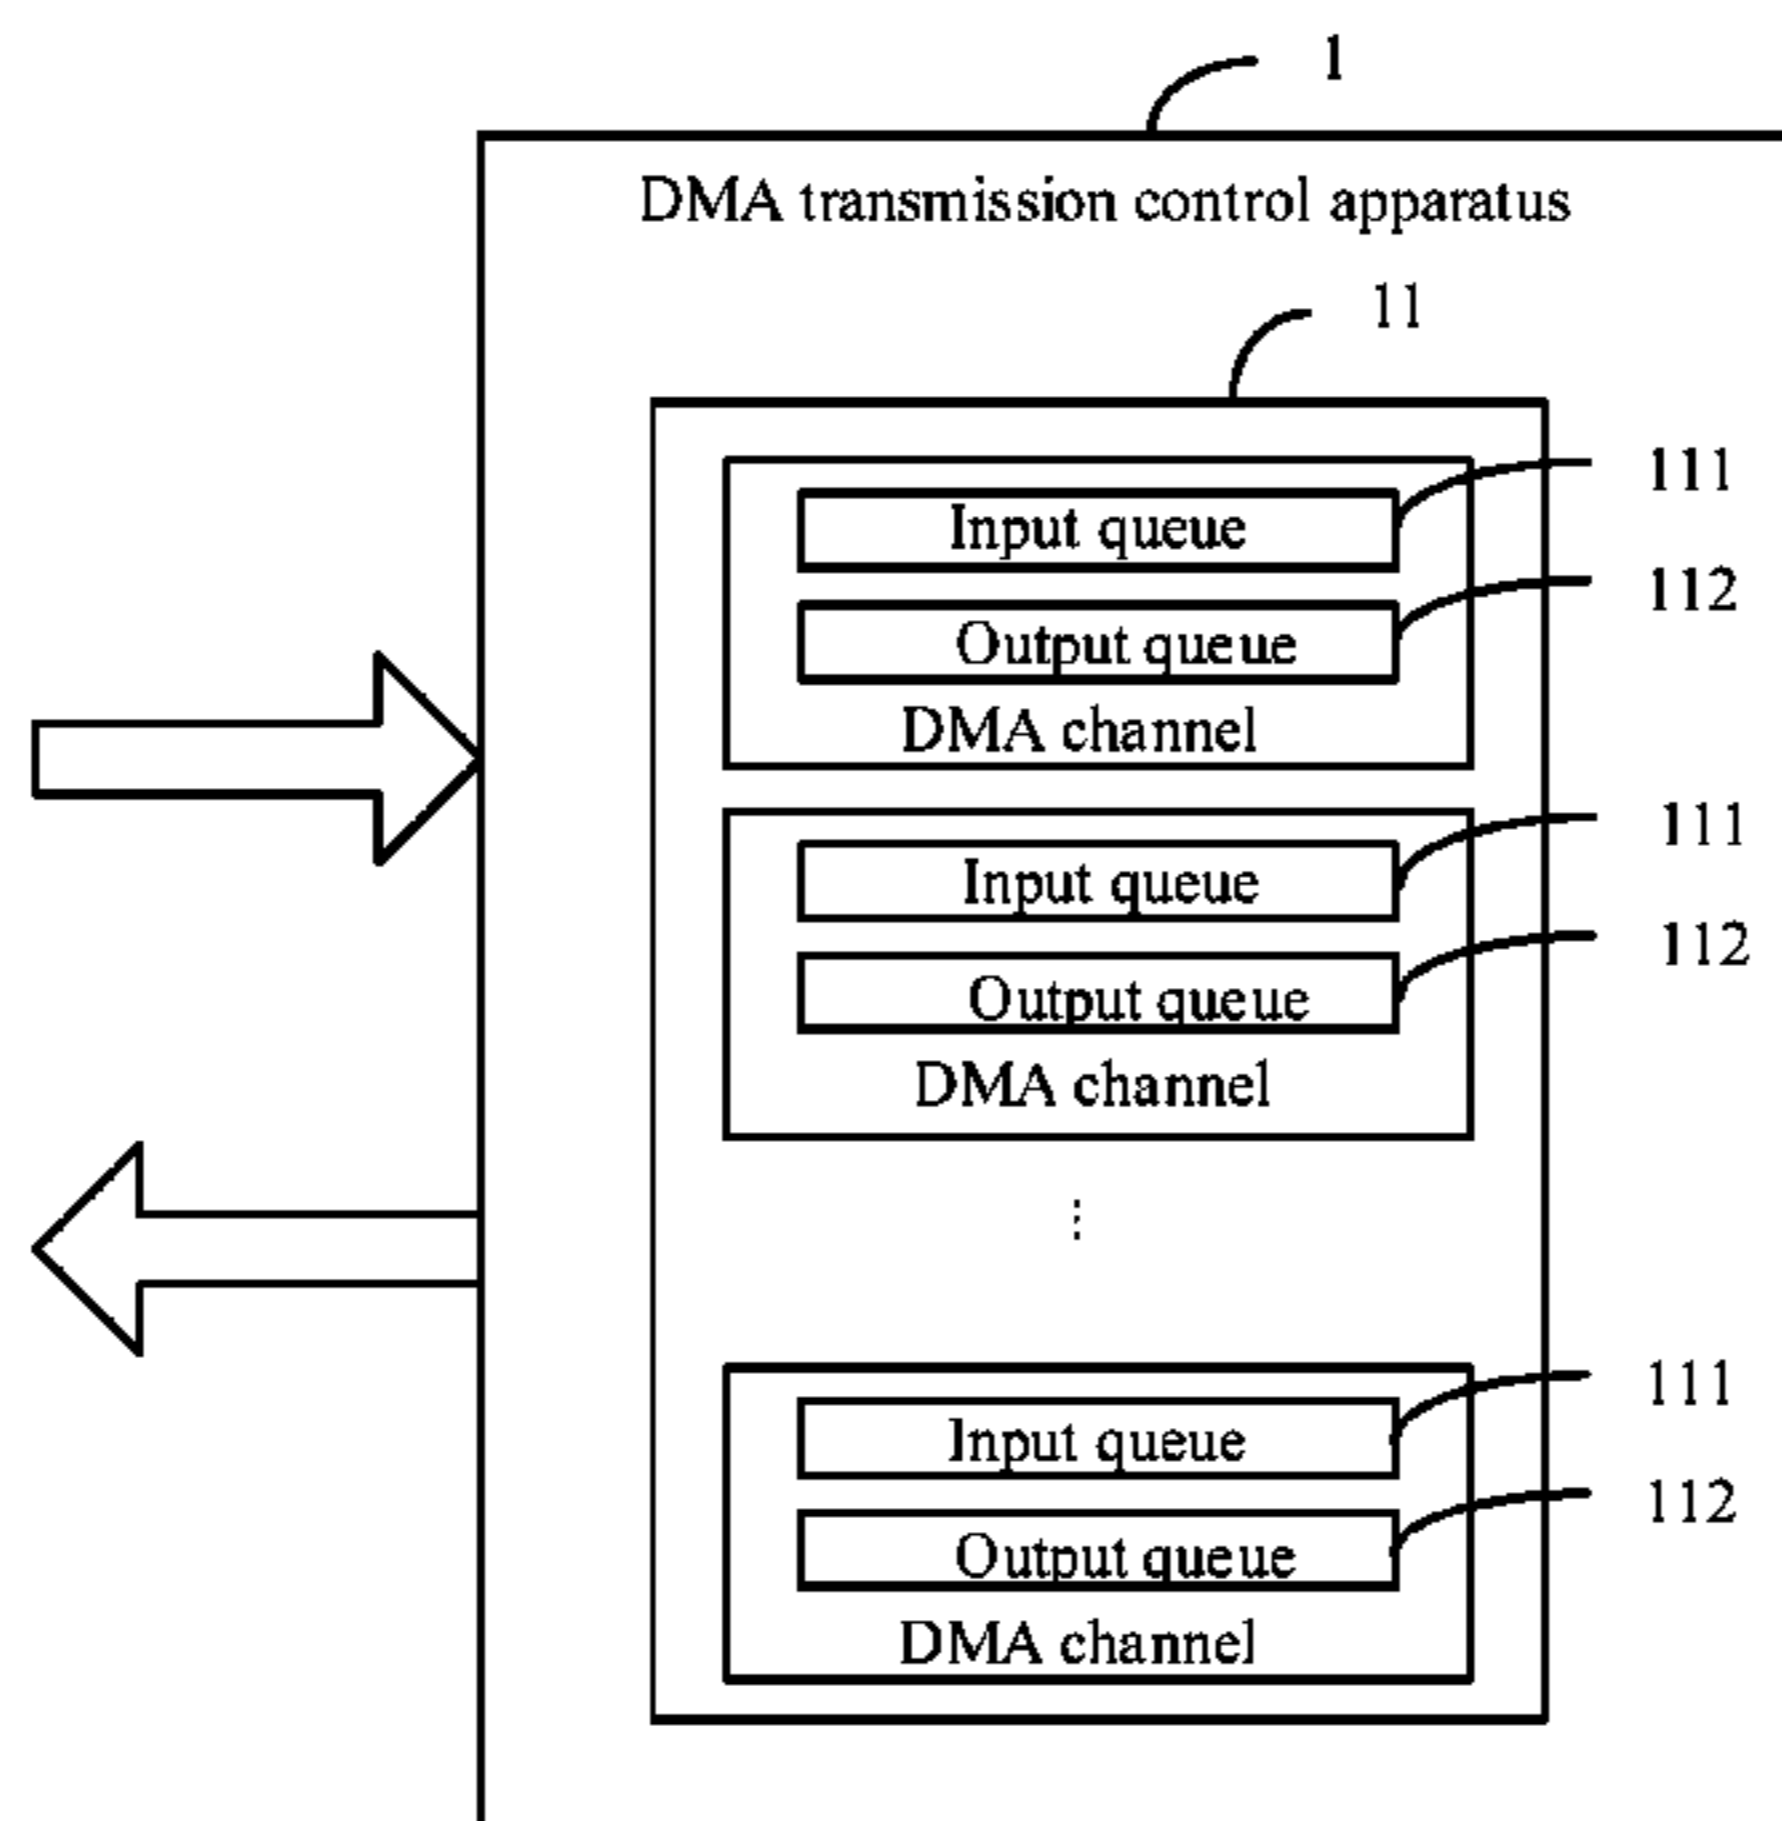 1
DMA transmission control apparatus
11
Input queue 111
Output queue 112
DMA channel
Input queue 111
Output queue 112
DMA channel
⋮
Input queue 111
Output queue 112
DMA channel